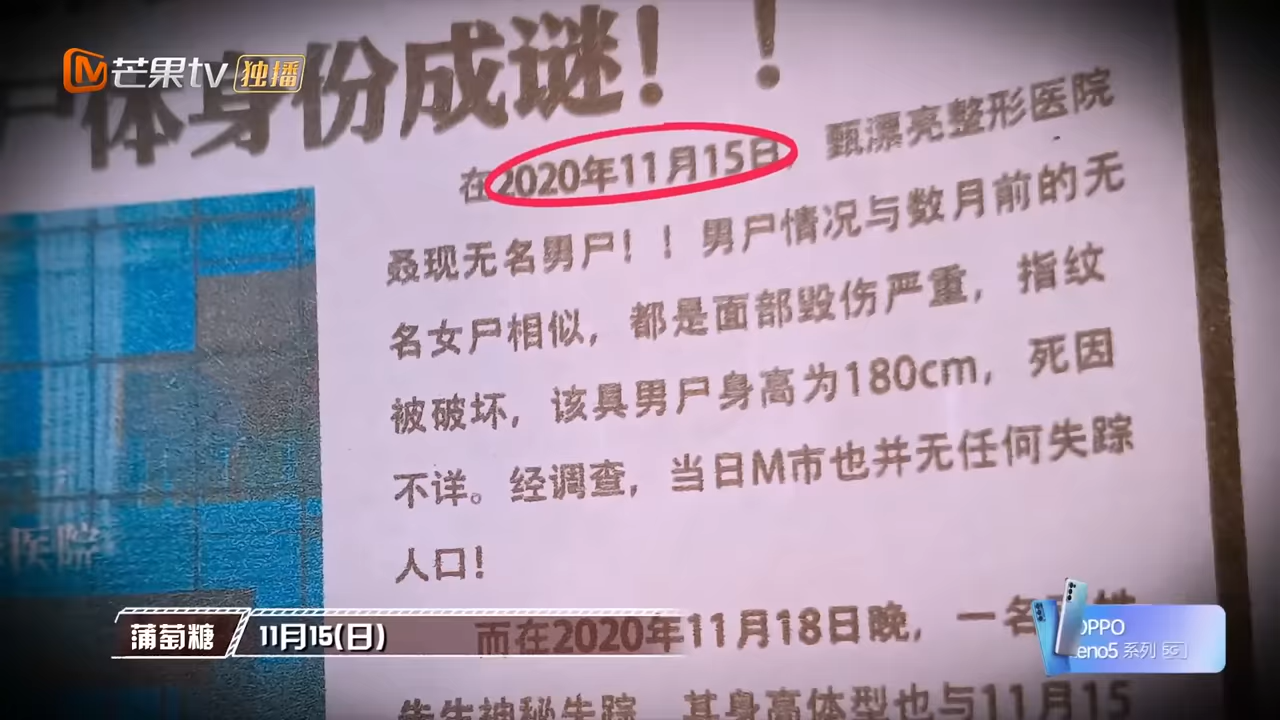 芒果tv 独播
尸体身份成谜！！
在2020年11月15日，甄漂亮整形医院
叒现无名男尸！！男尸情况与数月前的无
名女尸相似，都是面部毁伤严重，指纹
被破坏，该具男尸身高为180cm，死因
不详。经调查，当日M市也并无任何失踪
人口！
而在2020年11月18日晚，一名
先生神秘失踪，其身高体型也与11月15
医院
蒲萄糖 11月15(日)
OPPO
Reno5 系列 5G